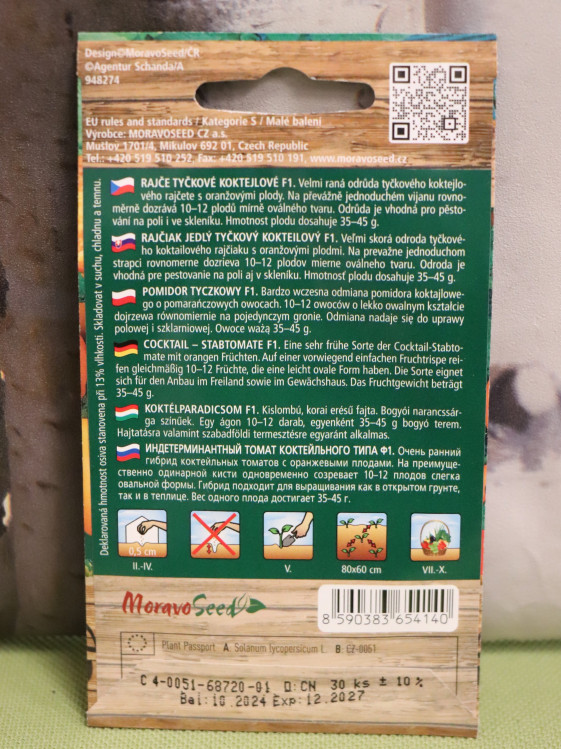 Design©MoravoSeed/ČR
©Agentur Schanda/A
948274
EU rules and standards / Kategorie S / Malé balení
Výrobce: MORAVOSEED CZ a.s.
Mušlov 1701/4, Mikulov 692 01, Czech Republic
Tel.: +420 519 510 252, Fax: +420 519 510 191, www.moravoseed.cz
Deklarovaná hmotnost osiva stanovena při 13% vlhkosti. Skladovat v suchu, chladnu a temnu.
RAJČE TYČKOVÉ KOKTEJLOVÉ F1. Velmi raná odrůda tyčkového koktejlo-
vého rajčete s oranžovými plody. Na převážně jednoduchém vijanu rovno-
měrně dozrává 10–12 plodů mírně oválného tvaru. Odrůda je vhodná pro pěsto-
vání na poli i ve skleníku. Hmotnost plodu dosahuje 35–45 g.
RAJČIAK JEDLÝ TYČKOVÝ KOKTEILOVÝ F1. Veľmi skorá odroda tyčkové-
ho koktailového rajčiaku s oranžovými plodmi. Na prevažne jednoduchom
strapci rovnomerne dozrieva 10–12 plodov mierne oválneho tvaru. Odroda je
vhodná pre pestovanie na poli aj v skleníku. Hmotnosť plodu dosahuje 35–45 g.
POMIDOR TYCZKOWY F1. Bardzo wczesna odmiana pomidora koktajlowe-
go o pomarańczowych owocach. 10–12 owoców o lekko owalnym kształcie
dojrzewa równomiernie na pojedynczym gronie. Odmiana nadaje się do uprawy
polowej i szklarniowej. Owoce ważą 35–45 g.
COCKTAIL – STABTOMATE F1. Eine sehr frühe Sorte der Cocktail-Stabto-
mate mit orangen Früchten. Auf einer vorwiegend einfachen Fruchtrispe rei-
fen gleichmäßig 10–12 Früchte, die eine leicht ovale Form haben. Die Sorte eignet
sich für den Anbau im Freiland sowie im Gewächshaus. Das Fruchtgewicht beträgt
35–45 g.
KOKTÉLPARADICSOM F1. Kislombú, korai érésű fajta. Bogyói narancssár-
ga színűek. Egy ágon 10–12 darab, egyenként 35–45 g bogyó terem.
Hajtatásra valamint szabadföldi termesztésre egyaránt alkalmas.
ИНДЕТЕРМИНАНТНЫЙ ТОМАТ КОКТЕЙЛЬНОГО ТИПА Ф1. Очень ранний
гибрид коктейльных томатов с оранжевыми плодами. На преимуще-
ственно одинарной кисти одновременно созревает 10–12 плодов слегка
овальной формы. Гибрид подходит для выращивания как в открытом грунте,
так и в теплице. Вес одного плода достигает 35-45 г.
0,5 cm
II.-IV. V. 80x60 cm VII.-X.
MoravoSeed
8 590383 654140
Plant Passport A: Solanum lycopersicum L. B: CZ-0051
C 4-0051-68720-01 O:CN 30 ks ± 10%
Bal:10.2024 Exp:12.2027